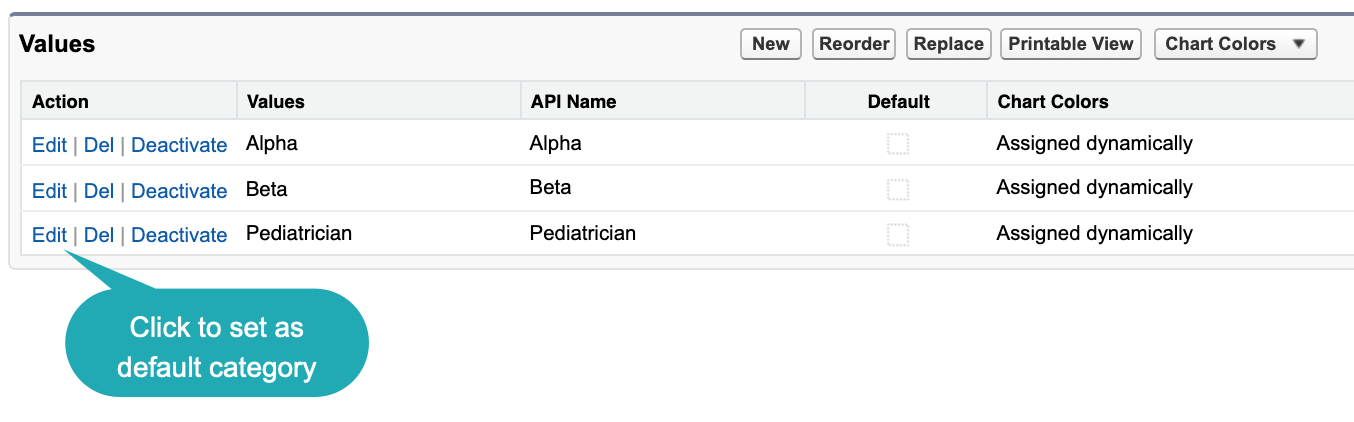 Values
New Reorder Replace Printable View Chart Colors
Action Values API Name Default Chart Colors
Edit | Del | Deactivate Alpha Alpha Assigned dynamically
Edit | Del | Deactivate Beta Beta Assigned dynamically
Edit | Del | Deactivate Pediatrician Pediatrician Assigned dynamically
Click to set as
default category